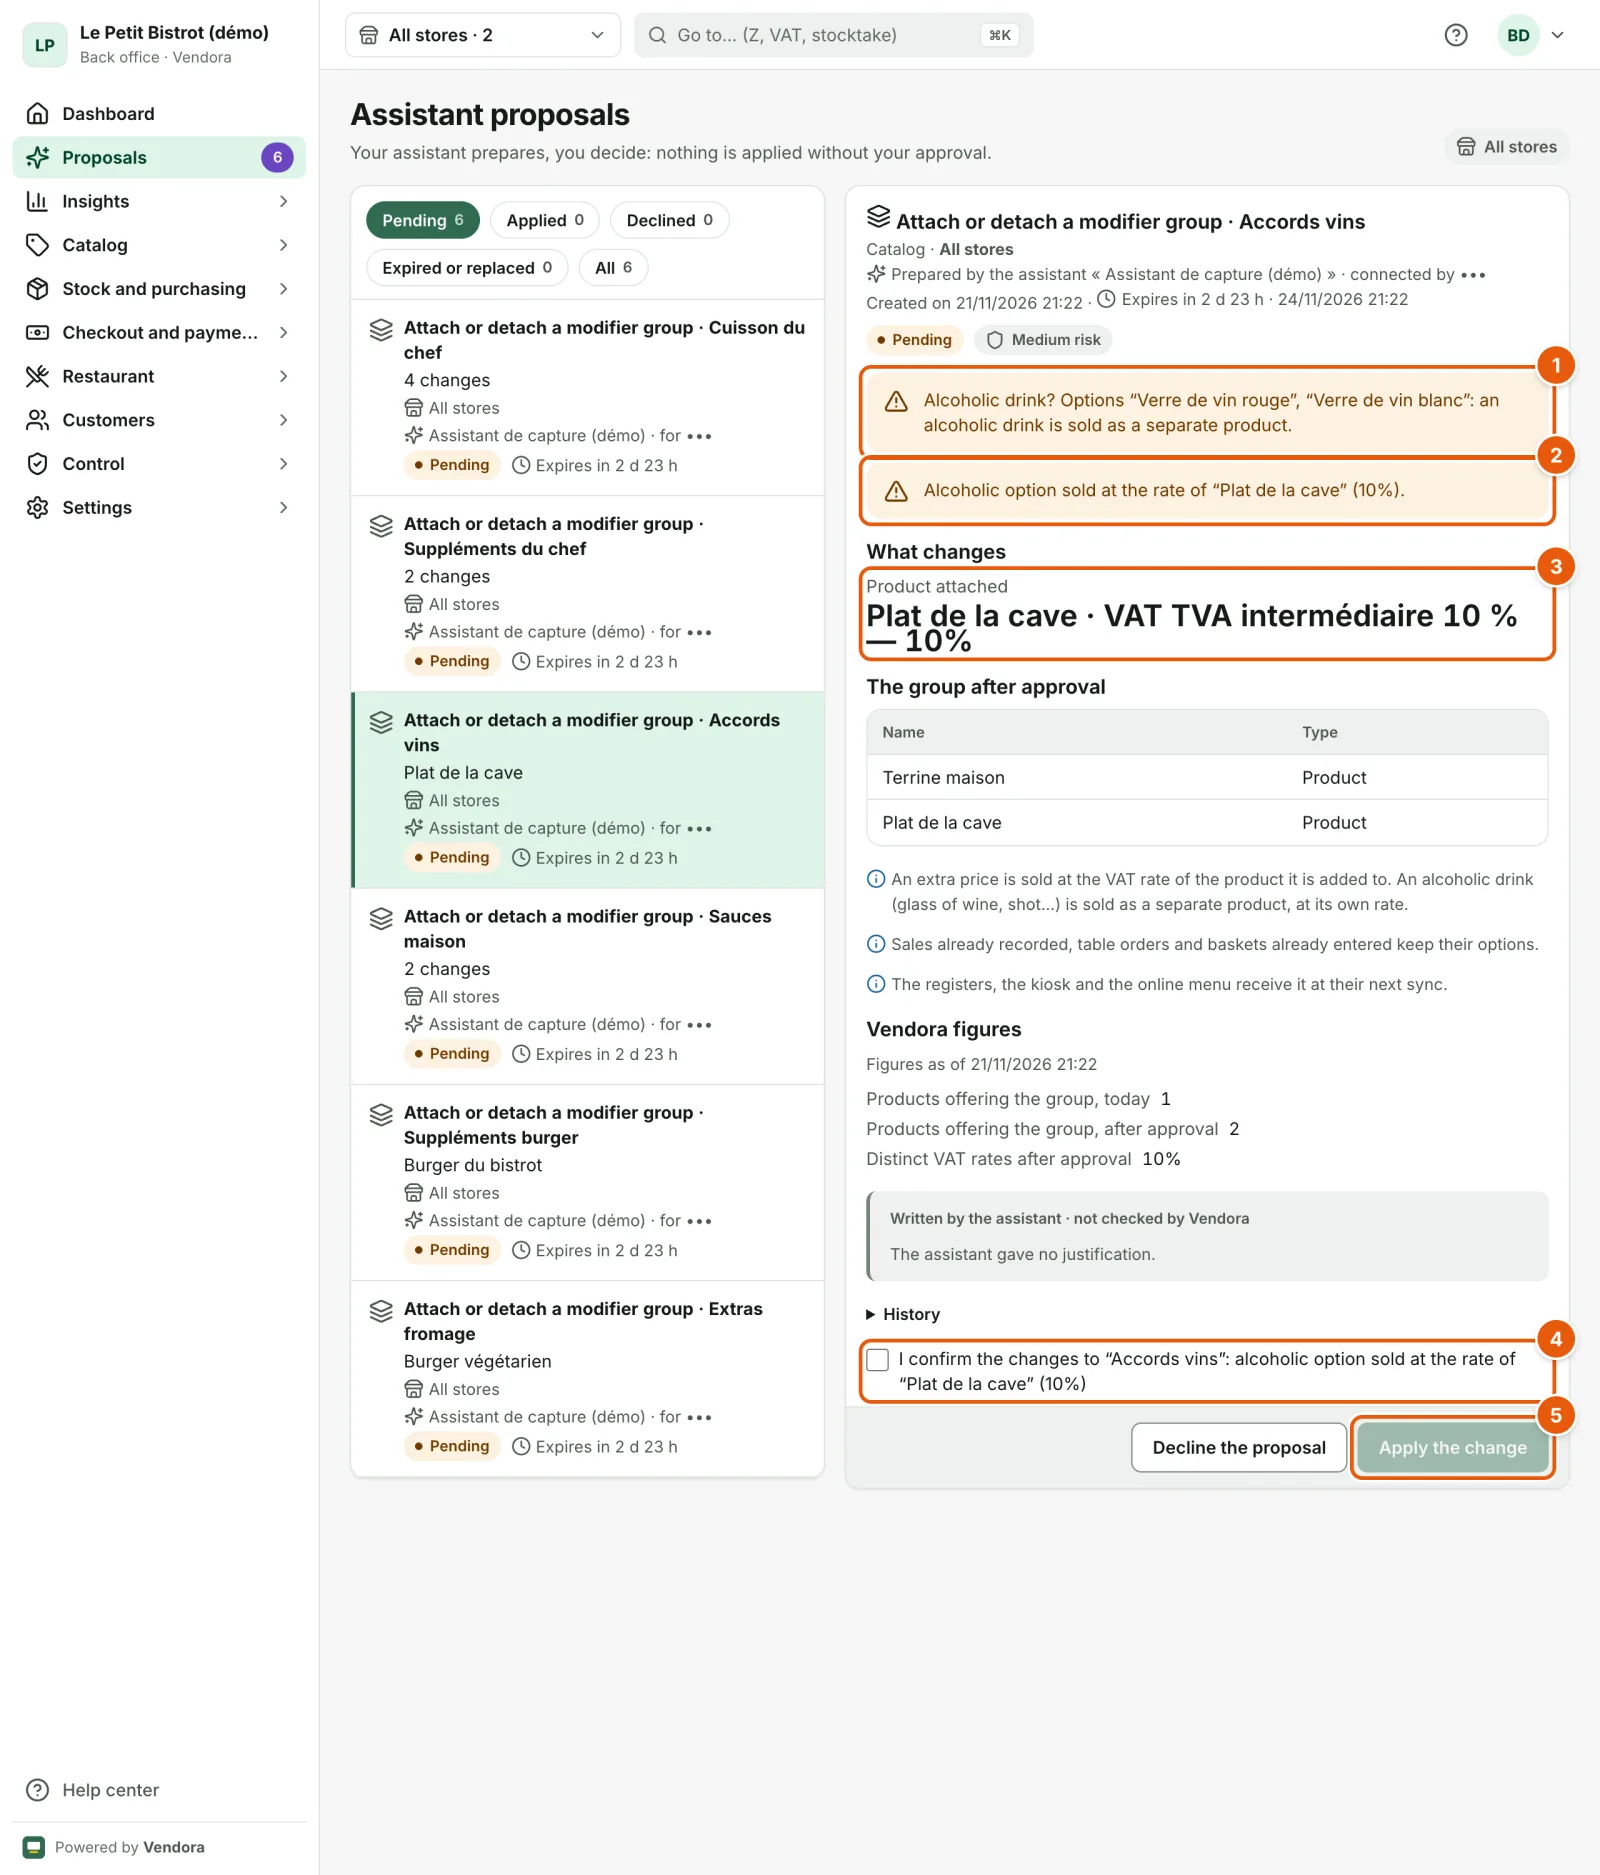 LP
Le Petit Bistrot (démo)
Back office · Vendora
Dashboard
Proposals 6
Insights
Catalog
Stock and purchasing
Checkout and payme...
Restaurant
Customers
Control
Settings
Help center
Powered by Vendora
All stores · 2
Go to... (Z, VAT, stocktake) ⌘K
BD
Assistant proposals
Your assistant prepares, you decide: nothing is applied without your approval.
All stores
Pending 6
Applied 0
Declined 0
Expired or replaced 0
All 6
Attach or detach a modifier group · Cuisson du
chef
4 changes
All stores
Assistant de capture (démo) · for •••
Pending
Expires in 2 d 23 h
Attach or detach a modifier group ·
Suppléments du chef
2 changes
All stores
Assistant de capture (démo) · for •••
Pending
Expires in 2 d 23 h
Attach or detach a modifier group · Accords
vins
Plat de la cave
All stores
Assistant de capture (démo) · for •••
Pending
Expires in 2 d 23 h
Attach or detach a modifier group · Sauces
maison
2 changes
All stores
Assistant de capture (démo) · for •••
Pending
Expires in 2 d 23 h
Attach or detach a modifier group ·
Suppléments burger
Burger du bistrot
All stores
Assistant de capture (démo) · for •••
Pending
Expires in 2 d 23 h
Attach or detach a modifier group · Extras
fromage
Burger végétarien
All stores
Assistant de capture (démo) · for •••
Pending
Expires in 2 d 23 h
Attach or detach a modifier group · Accords vins
Catalog · All stores
Prepared by the assistant « Assistant de capture (démo) » · connected by •••
Created on 21/11/2026 21:22 · Expires in 2 d 23 h · 24/11/2026 21:22
Pending
Medium risk
1
Alcoholic drink? Options “Verre de vin rouge”, “Verre de vin blanc”: an
alcoholic drink is sold as a separate product.
2
Alcoholic option sold at the rate of “Plat de la cave” (10%).
What changes
3
Product attached
Plat de la cave · VAT TVA intermédiaire 10 %
— 10%
The group after approval
Name Type
Terrine maison Product
Plat de la cave Product
An extra price is sold at the VAT rate of the product it is added to. An alcoholic drink
(glass of wine, shot...) is sold as a separate product, at its own rate.
Sales already recorded, table orders and baskets already entered keep their options.
The registers, the kiosk and the online menu receive it at their next sync.
Vendora figures
Figures as of 21/11/2026 21:22
Products offering the group, today 1
Products offering the group, after approval 2
Distinct VAT rates after approval 10%
Written by the assistant · not checked by Vendora
The assistant gave no justification.
History
4
I confirm the changes to “Accords vins”: alcoholic option sold at the rate of
“Plat de la cave” (10%)
5
Decline the proposal
Apply the change